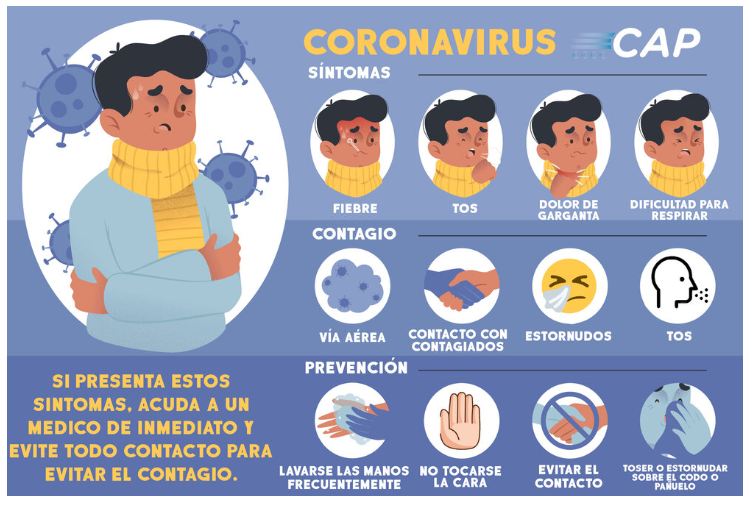 CORONAVIRUS
CAP
SÍNTOMAS
FIEBRE
TOS
DOLOR DE
GARGANTA
DIFICULTAD PARA
RESPIRAR
CONTAGIO
VÍA AÉREA
CONTACTO CON
CONTAGIADOS
ESTORNUDOS
TOS
PREVENCIÓN
LAVARSE LAS MANOS
FRECUENTEMENTE
NO TOCARSE
LA CARA
EVITAR EL
CONTACTO
TOSER O ESTORNUDAR
SOBRE EL CODO O
PAÑUELO
SI PRESENTA ESTOS
SINTOMAS, ACUDA A UN
MEDICO DE INMEDIATO Y
EVITE TODO CONTACTO PARA
EVITAR EL CONTAGIO.